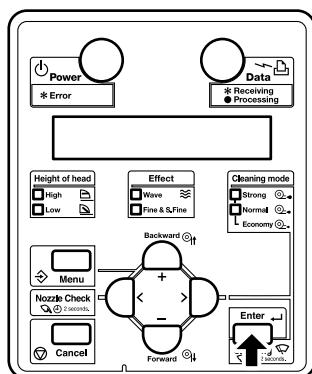 Power
Data
* Error
* Receiving
● Processing
Height of head
High
Low
Effect
Wave
Fine & S.Fine
Cleaning mode
Strong
Normal
Economy
Backward
+
Menu
< >
Nozzle Check
2 seconds.
Enter
−
Cancel
Forward
2 seconds.